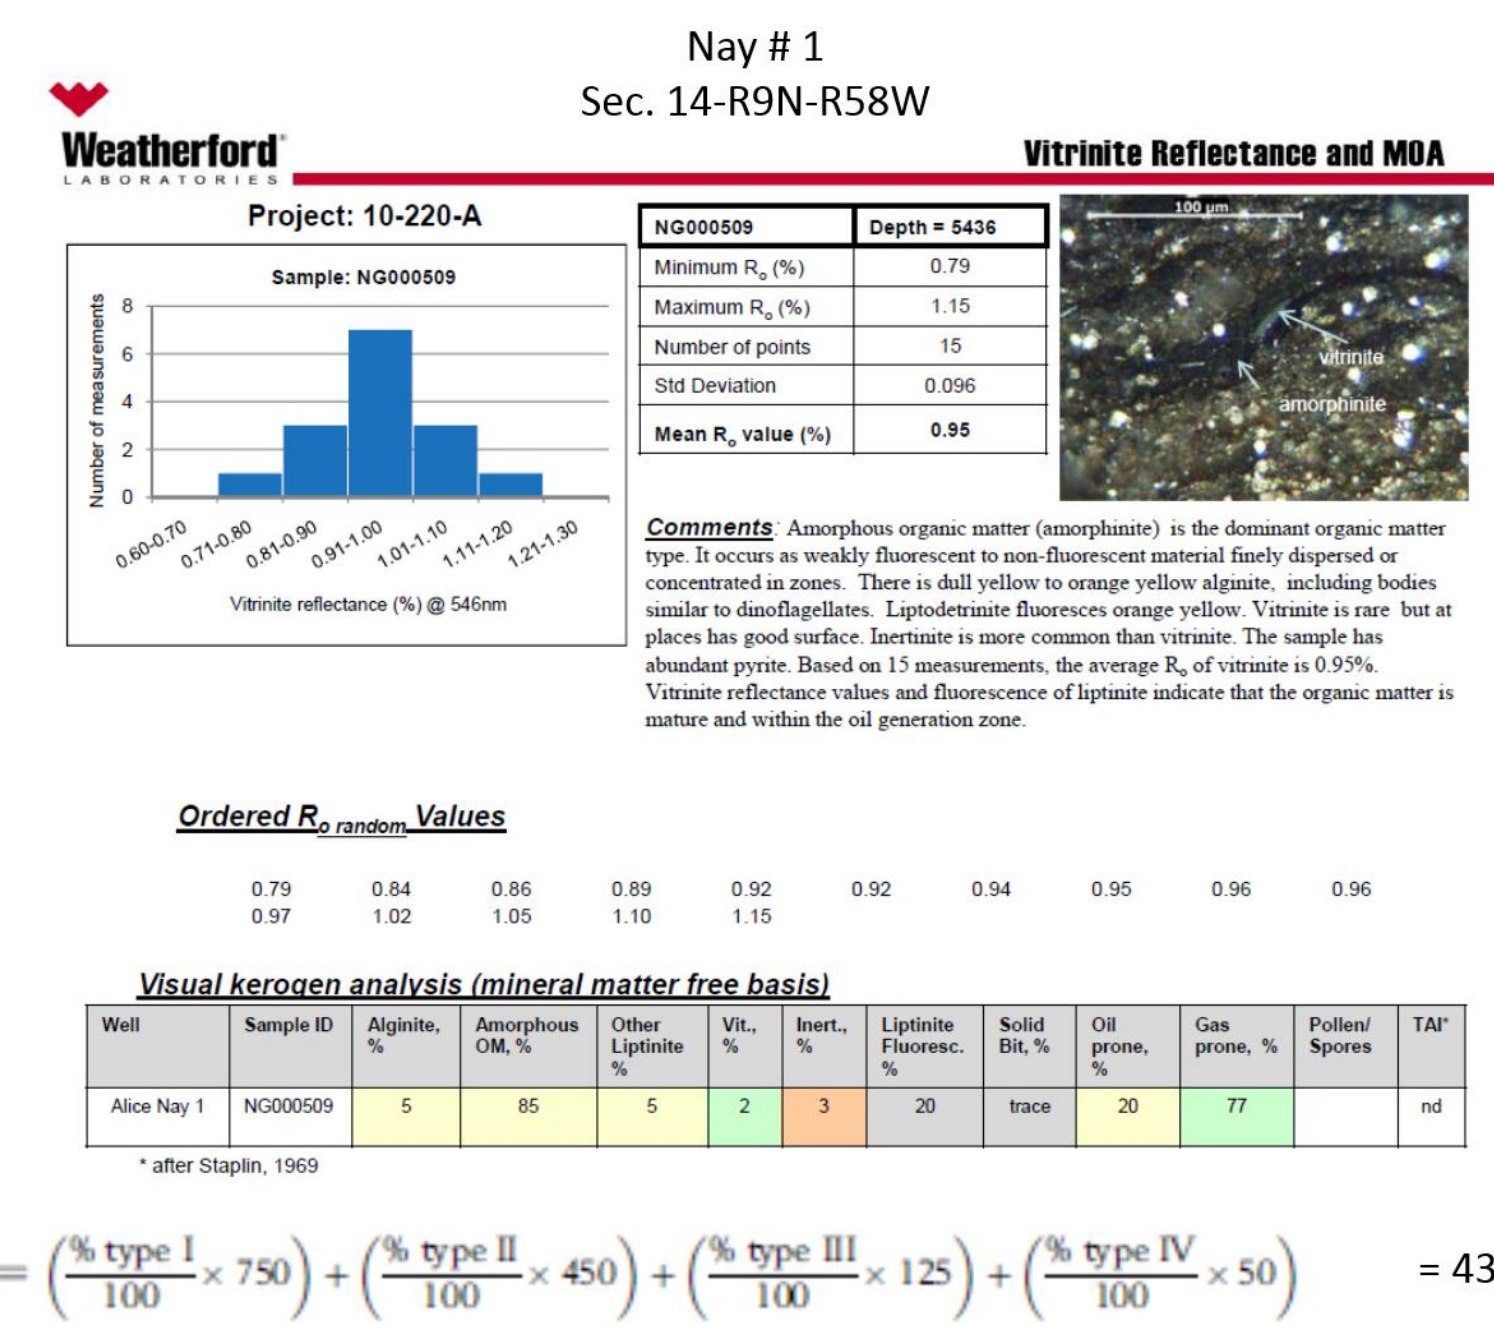 Nay # 1
Sec. 14-R9N-R58W
Weatherford®
LABORATORIES
Vitrinite Reflectance and MOA
Project: 10-220-A
Sample: NG000509
Number of measurements
8
6
4
2
0
0.60-0.70 0.71-0.80 0.81-0.90 0.91-1.00 1.01-1.10 1.11-1.20 1.21-1.30
Vitrinite reflectance (%) @ 546nm
NG000509 Depth = 5436
Minimum Ro (%) 0.79
Maximum Ro (%) 1.15
Number of points 15
Std Deviation 0.096
Mean Ro value (%) 0.95
100 µm
vitrinite
amorphinite
Comments: Amorphous organic matter (amorphinite) is the dominant organic matter
type. It occurs as weakly fluorescent to non-fluorescent material finely dispersed or
concentrated in zones. There is dull yellow to orange yellow alginite, including bodies
similar to dinoflagellates. Liptodetrinite fluoresces orange yellow. Vitrinite is rare but at
places has good surface. Inertinite is more common than vitrinite. The sample has
abundant pyrite. Based on 15 measurements, the average Ro of vitrinite is 0.95%.
Vitrinite reflectance values and fluorescence of liptinite indicate that the organic matter is
mature and within the oil generation zone.
Ordered Ro random Values
0.79 0.84 0.86 0.89 0.92 0.92 0.94 0.95 0.96 0.96
0.97 1.02 1.05 1.10 1.15
Visual kerogen analysis (mineral matter free basis)
Well Sample ID Alginite, % Amorphous OM, % Other Liptinite % Vit., % Inert., % Liptinite Fluoresc. % Solid Bit, % Oil prone, % Gas prone, % Pollen/ Spores TAI*
Alice Nay 1 NG000509 5 85 5 2 3 20 trace 20 77 nd
* after Staplin, 1969
= (% type I/100 × 750) + (% type II/100 × 450) + (% type III/100 × 125) + (% type IV/100 × 50) = 43